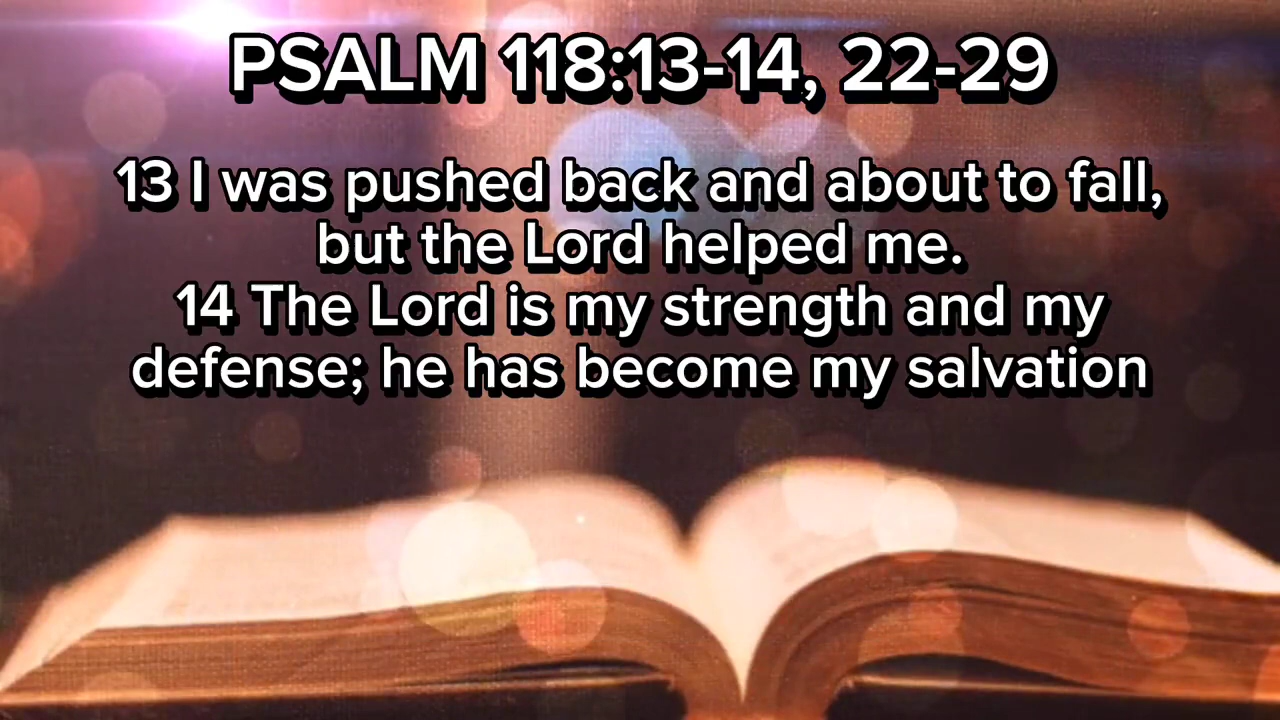 PSALM 118:13-14, 22-29
13 I was pushed back and about to fall,
but the Lord helped me.
14 The Lord is my strength and my
defense; he has become my salvation